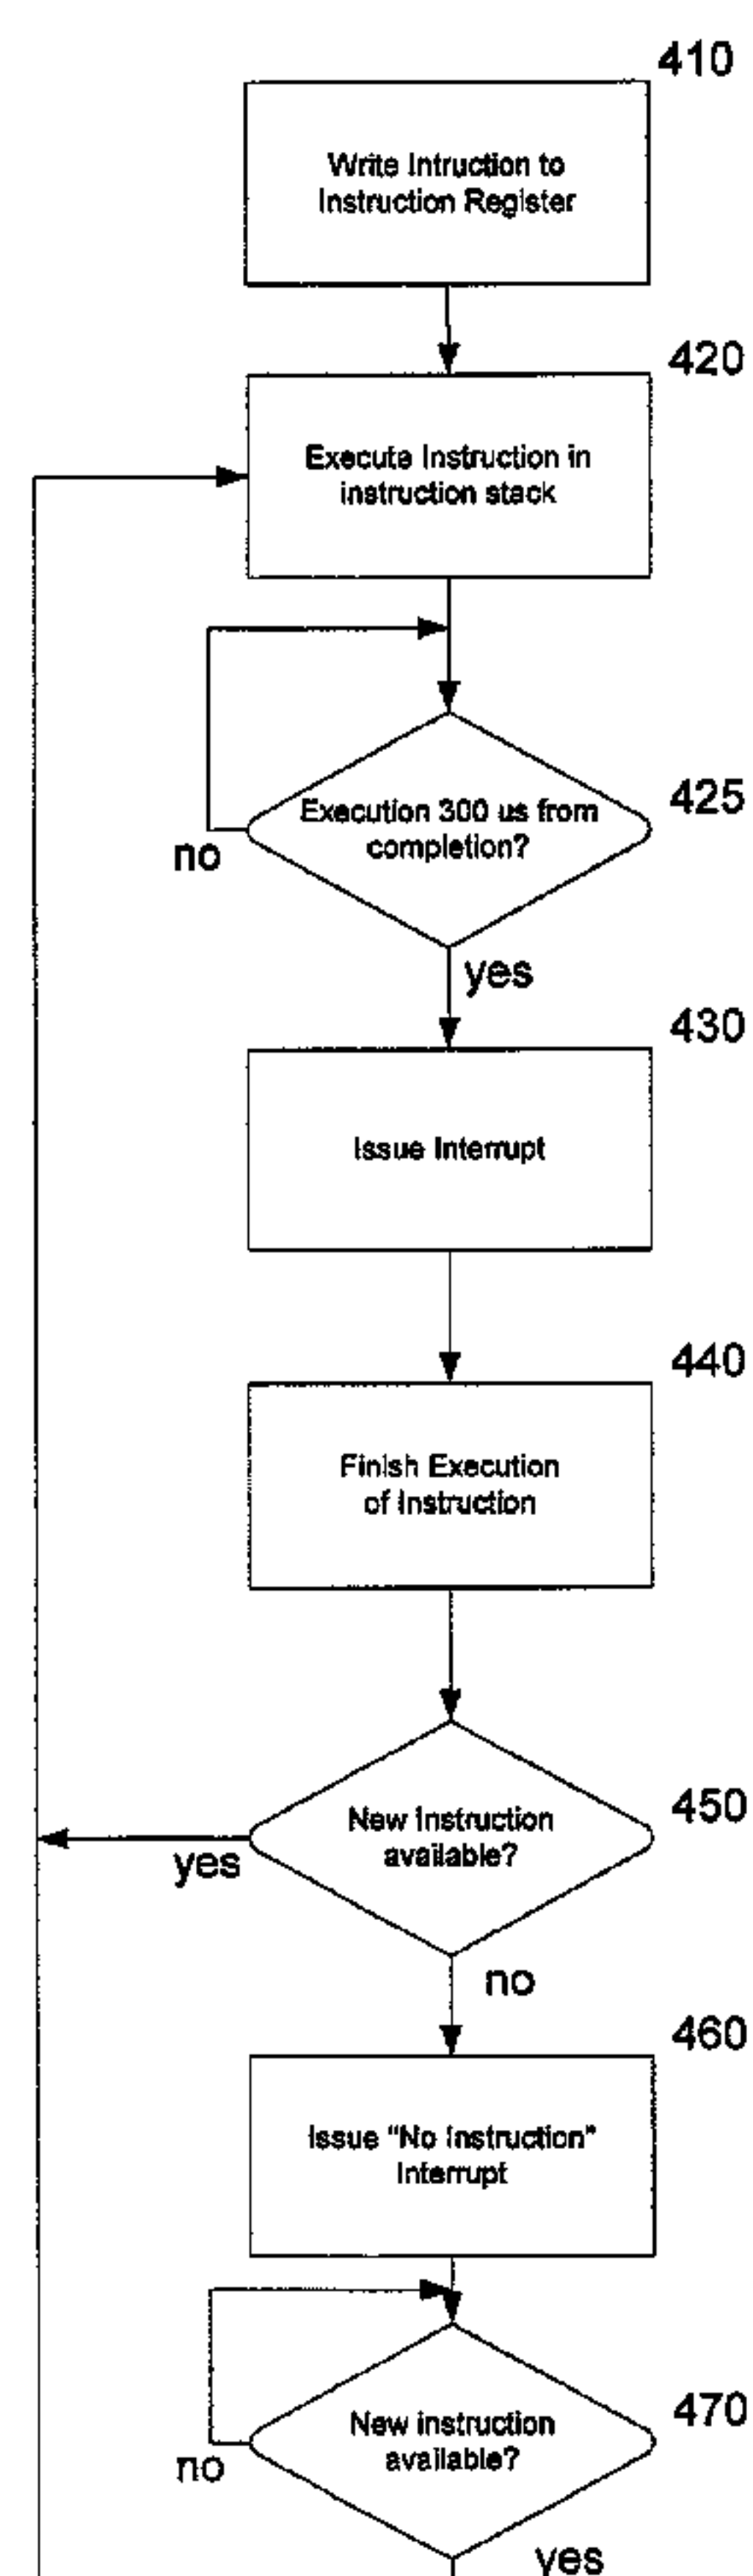 410
Write Intruction to
Instruction Register
420
Execute Instruction in
instruction stack
425
Execution 300 us from
completion?
no
yes
430
Issue Interrupt
440
Finish Execution
of Instruction
450
New Instruction
available?
yes
no
460
Issue "No Instruction"
Interrupt
470
New instruction
available?
no
yes